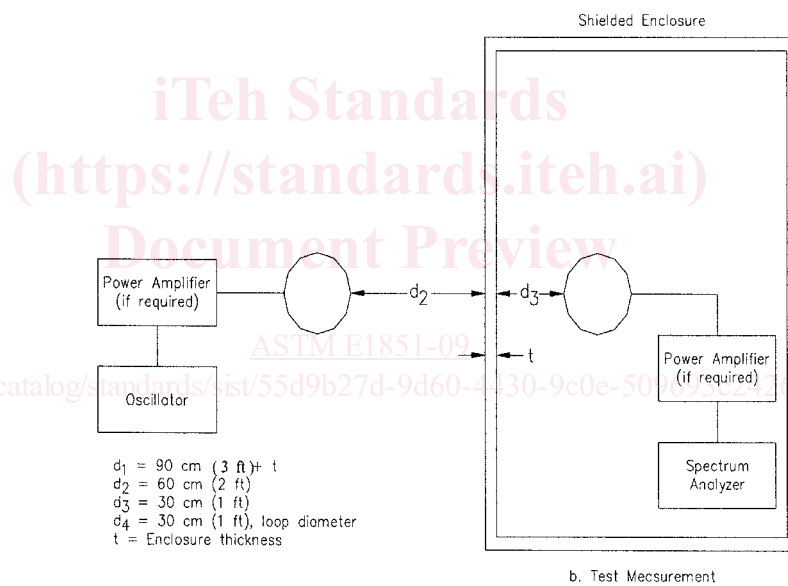 Shielded Enclosure
iTeh Standards
(https://standards.iteh.ai)
Document Preview
Power Amplifier
(if required)
d2
d3
t
ASTM E1851-09
Power Amplifier
(if required)
Oscillator
Spectrum
Analyzer
d1 = 90 cm (3 ft)+ t
d2 = 60 cm (2 ft)
d3 = 30 cm (1 ft)
d4 = 30 cm (1 ft), loop diameter
t = Enclosure thickness
b. Test Mecsurement